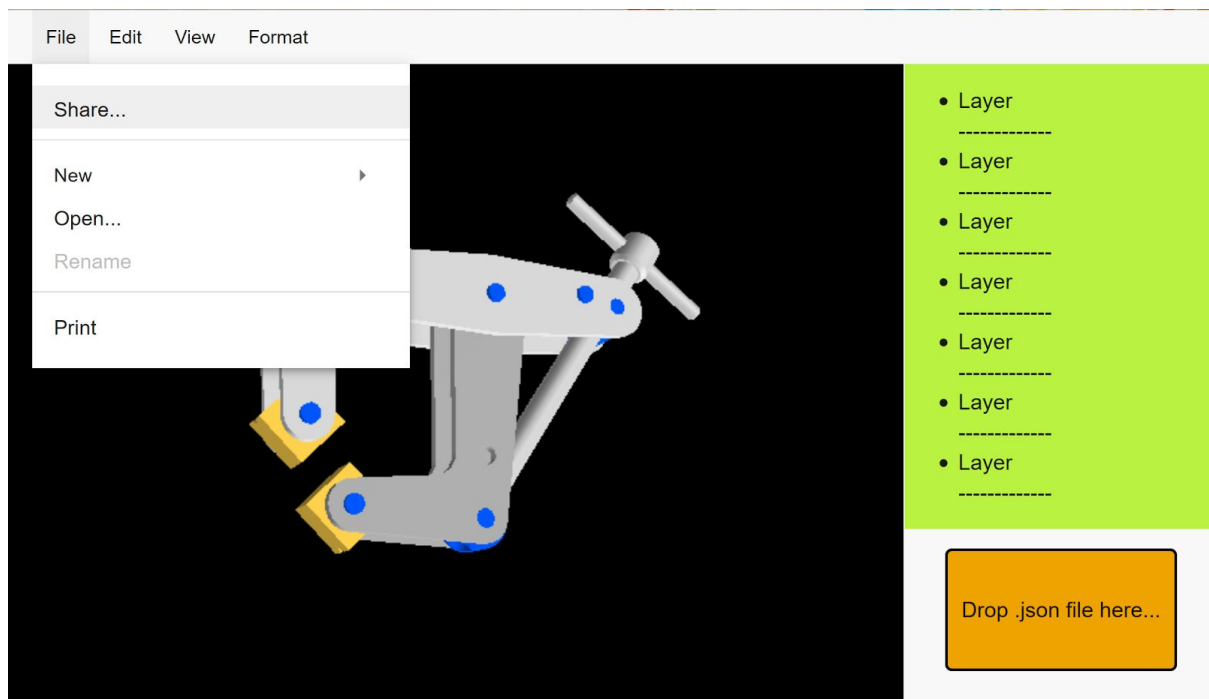 File Edit View Format
Share...
New
Open...
Rename
Print
Layer
-------------
Layer
-------------
Layer
-------------
Layer
-------------
Layer
-------------
Layer
-------------
Layer
-------------
Drop .json file here...